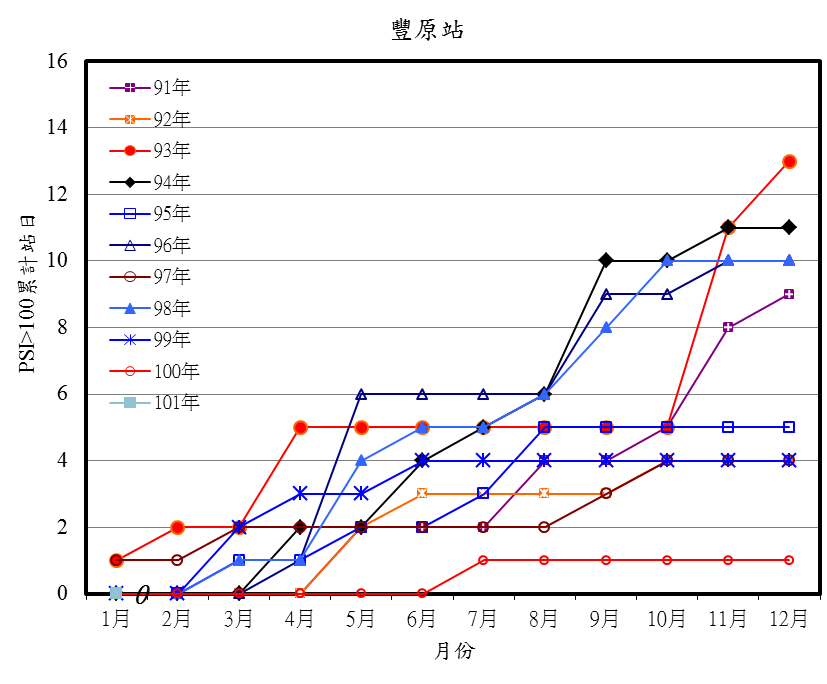 豐原站
PSI>100累計站日
16
14
12
10
8
6
4
2
0
91年
92年
93年
94年
95年
96年
97年
98年
99年
100年
101年
0
1月 2月 3月 4月 5月 6月 7月 8月 9月 10月 11月 12月
月份